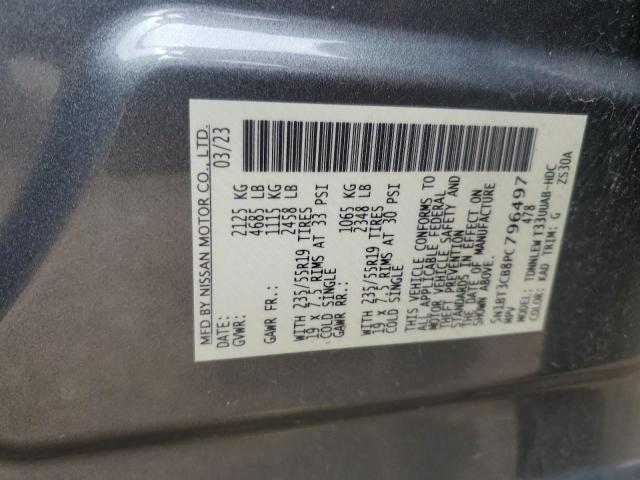 MFD BY NISSAN MOTOR CO., LTD.
DATE: 03/23
GVWR: 2125 KG
4685 LB
GAWR FR.: 1115 KG
2458 LB
WITH 235/55R19 TIRES
19 X 7.5 RIMS AT 33 PSI
COLD SINGLE
GAWR RR.: 1065 KG
2348 LB
WITH 235/55R19 TIRES
19 X 7.5 RIMS AT 30 PSI
COLD SINGLE
THIS VEHICLE CONFORMS TO
ALL APPLICABLE FEDERAL
MOTOR VEHICLE SAFETY AND
THEFT PREVENTION
STANDARDS IN EFFECT ON
THE DATE OF MANUFACTURE
SHOWN ABOVE.
5N1BT3CB8PC796497
MPV 478
MODEL: TDNNLEW T33UUAB-HDC
COLOR: KAD TRIM: G ZS30A